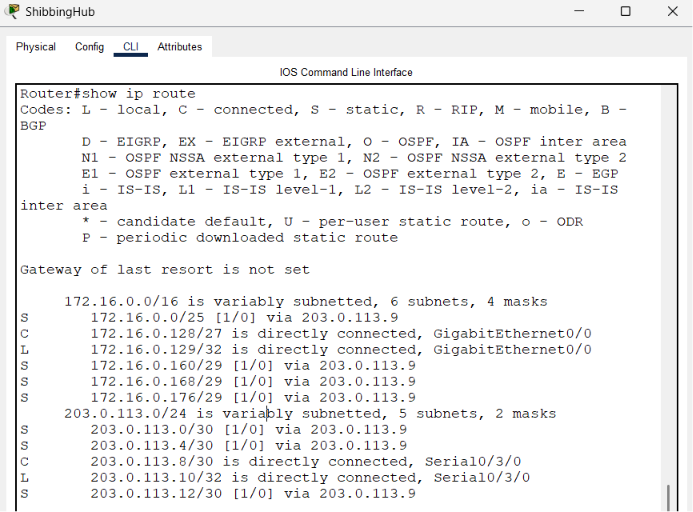 ShibbingHub
Physical Config CLI Attributes
IOS Command Line Interface
Router#show ip route
Codes: L - local, C - connected, S - static, R - RIP, M - mobile, B -
BGP
D - EIGRP, EX - EIGRP external, O - OSPF, IA - OSPF inter area
N1 - OSPF NSSA external type 1, N2 - OSPF NSSA external type 2
E1 - OSPF external type 1, E2 - OSPF external type 2, E - EGP
i - IS-IS, L1 - IS-IS level-1, L2 - IS-IS level-2, ia - IS-IS
inter area
* - candidate default, U - per-user static route, o - ODR
P - periodic downloaded static route
Gateway of last resort is not set
172.16.0.0/16 is variably subnetted, 6 subnets, 4 masks
S 172.16.0.0/25 [1/0] via 203.0.113.9
C 172.16.0.128/27 is directly connected, GigabitEthernet0/0
L 172.16.0.129/32 is directly connected, GigabitEthernet0/0
S 172.16.0.160/29 [1/0] via 203.0.113.9
S 172.16.0.168/29 [1/0] via 203.0.113.9
S 172.16.0.176/29 [1/0] via 203.0.113.9
203.0.113.0/24 is variably subnetted, 5 subnets, 2 masks
S 203.0.113.0/30 [1/0] via 203.0.113.9
S 203.0.113.4/30 [1/0] via 203.0.113.9
C 203.0.113.8/30 is directly connected, Serial0/3/0
L 203.0.113.10/32 is directly connected, Serial0/3/0
S 203.0.113.12/30 [1/0] via 203.0.113.9